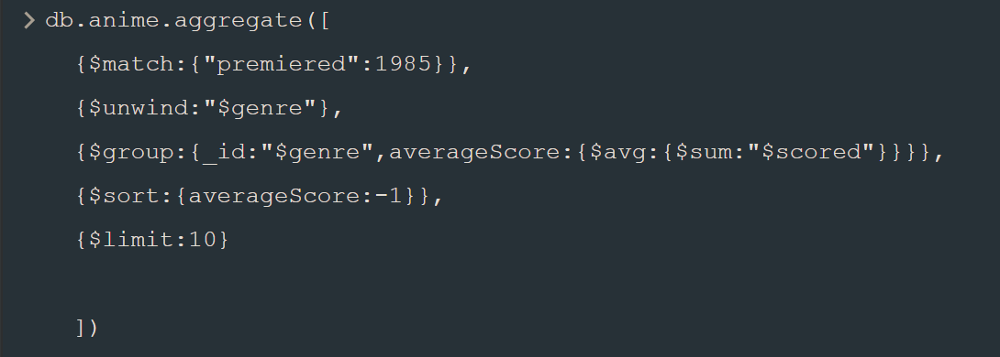 > db.anime.aggregate([
{$match:{"premiered":1985}},
{$unwind:"$genre"},
{$group:{_id:"$genre",averageScore:{$avg:{$sum:"$scored"}}}},
{$sort:{averageScore:-1}},
{$limit:10}
])